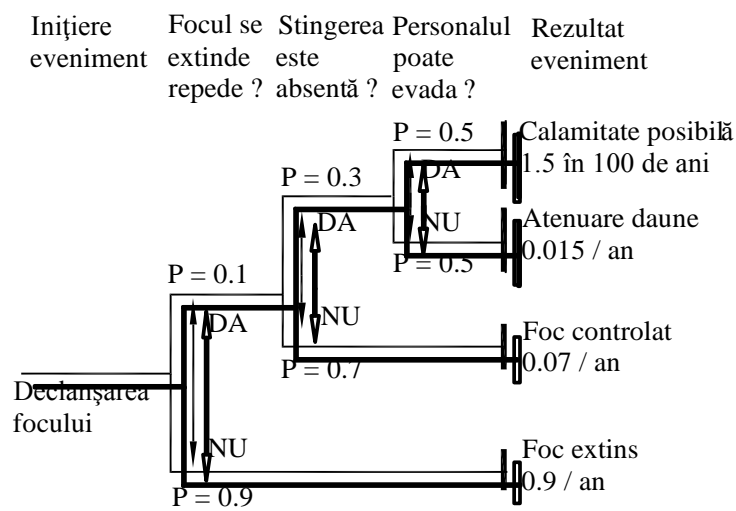 Iniţiere
eveniment
Focul se
extinde
repede ?
Stingerea
este
absentă ?
Personalul
poate
evada ?
Rezultat
eveniment
P = 0.5
Calamitate posibilă
1.5 în 100 de ani
DA
P = 0.3
DA
NU
Atenuare daune
0.015 / an
P = 0.5
P = 0.1
DA
NU
Foc controlat
0.07 / an
P = 0.7
Declanşarea
focului
NU
Foc extins
0.9 / an
P = 0.9